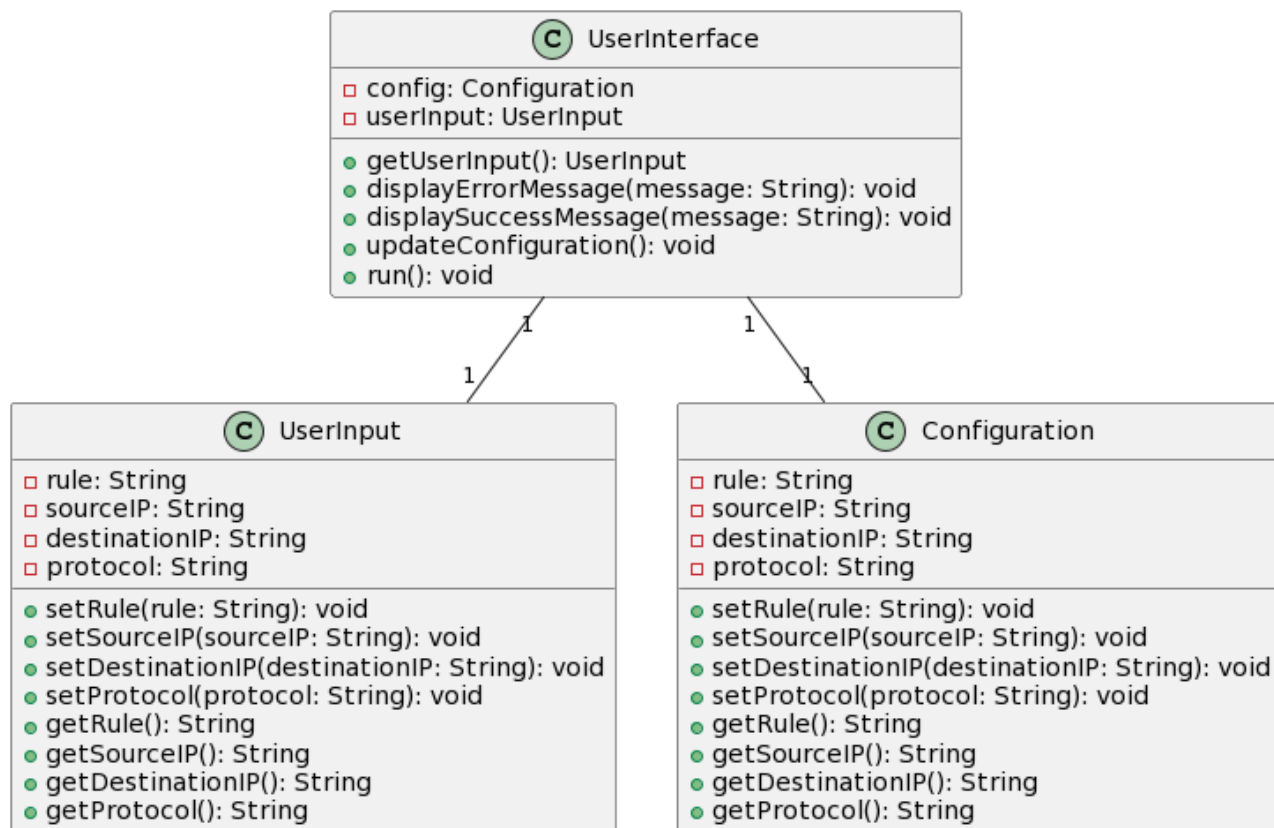 C UserInterface
config: Configuration
userInput: UserInput
getUserInput(): UserInput
displayErrorMessage(message: String): void
displaySuccessMessage(message: String): void
updateConfiguration(): void
run(): void
1
1
1
1
C UserInput
rule: String
sourceIP: String
destinationIP: String
protocol: String
setRule(rule: String): void
setSourceIP(sourceIP: String): void
setDestinationIP(destinationIP: String): void
setProtocol(protocol: String): void
getRule(): String
getSourceIP(): String
getDestinationIP(): String
getProtocol(): String
C Configuration
rule: String
sourceIP: String
destinationIP: String
protocol: String
setRule(rule: String): void
setSourceIP(sourceIP: String): void
setDestinationIP(destinationIP: String): void
setProtocol(protocol: String): void
getRule(): String
getSourceIP(): String
getDestinationIP(): String
getProtocol(): String